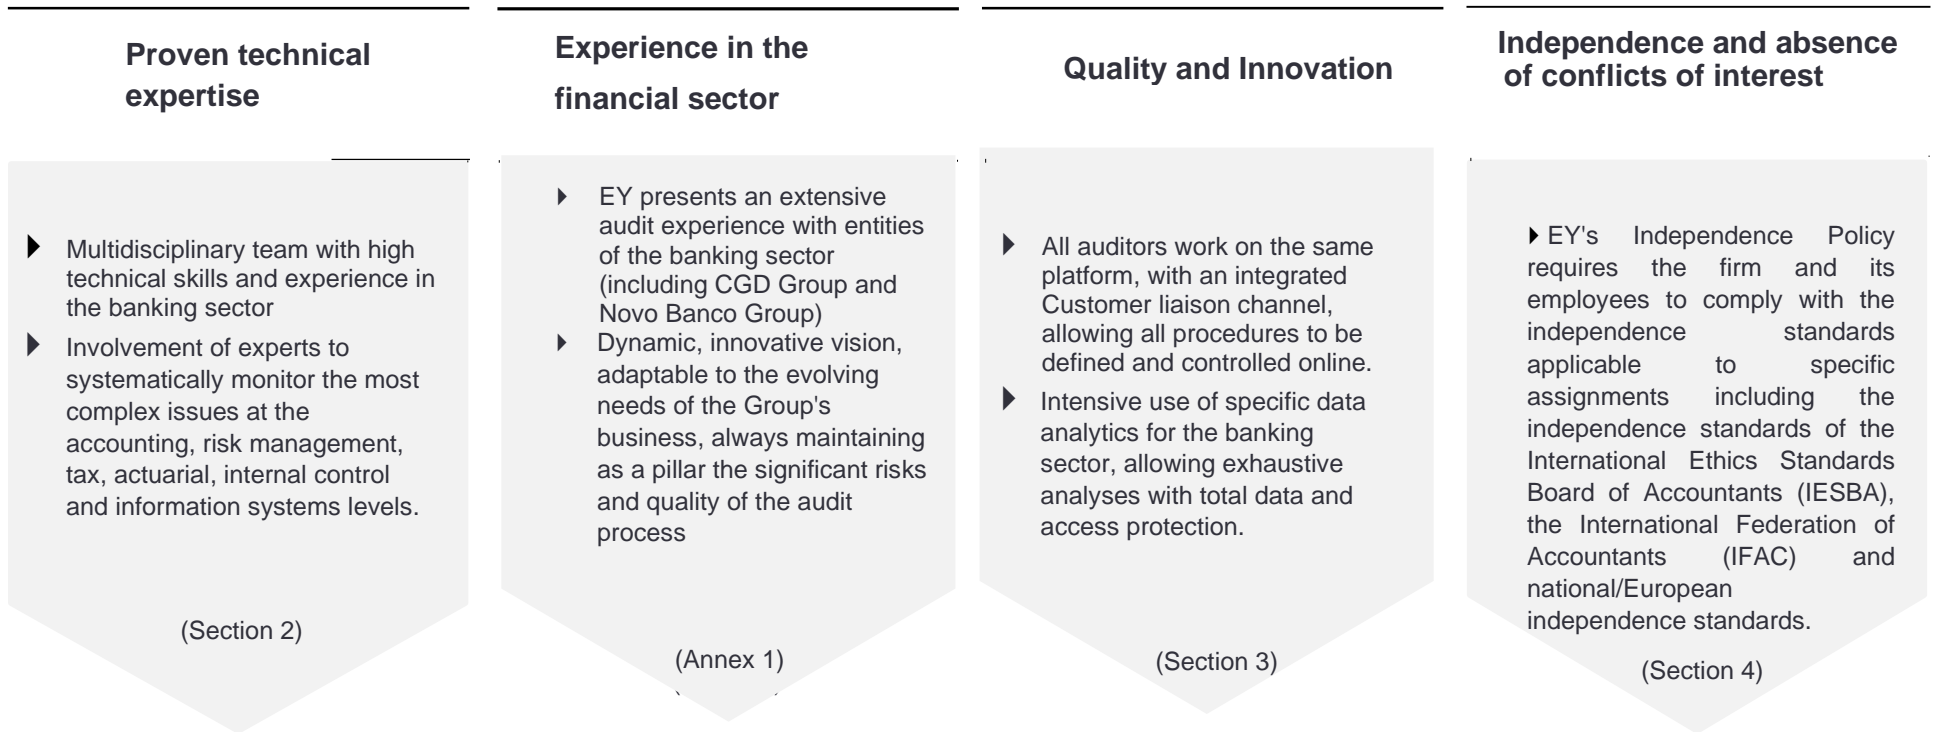 Proven technical
expertise
Multidisciplinary team with high
technical skills and experience in
the banking sector
Involvement of experts to
systematically monitor the most
complex issues at the
accounting, risk management,
tax, actuarial, internal control
and information systems levels.
(Section 2)
Experience in the
financial sector
EY presents an extensive
audit experience with entities
of the banking sector
(including CGD Group and
Novo Banco Group)
Dynamic, innovative vision,
adaptable to the evolving
needs of the Group's
business, always maintaining
as a pillar the significant risks
and quality of the audit
process
(Annex 1)
Quality and Innovation
All auditors work on the same
platform, with an integrated
Customer liaison channel,
allowing all procedures to be
defined and controlled online.
Intensive use of specific data
analytics for the banking
sector, allowing exhaustive
analyses with total data and
access protection.
(Section 3)
Independence and absence
of conflicts of interest
EY's Independence Policy
requires the firm and its
employees to comply with the
independence standards
applicable to specific
assignments including the
independence standards of the
International Ethics Standards
Board of Accountants (IESBA),
the International Federation of
Accountants (IFAC) and
national/European
independence standards.
(Section 4)